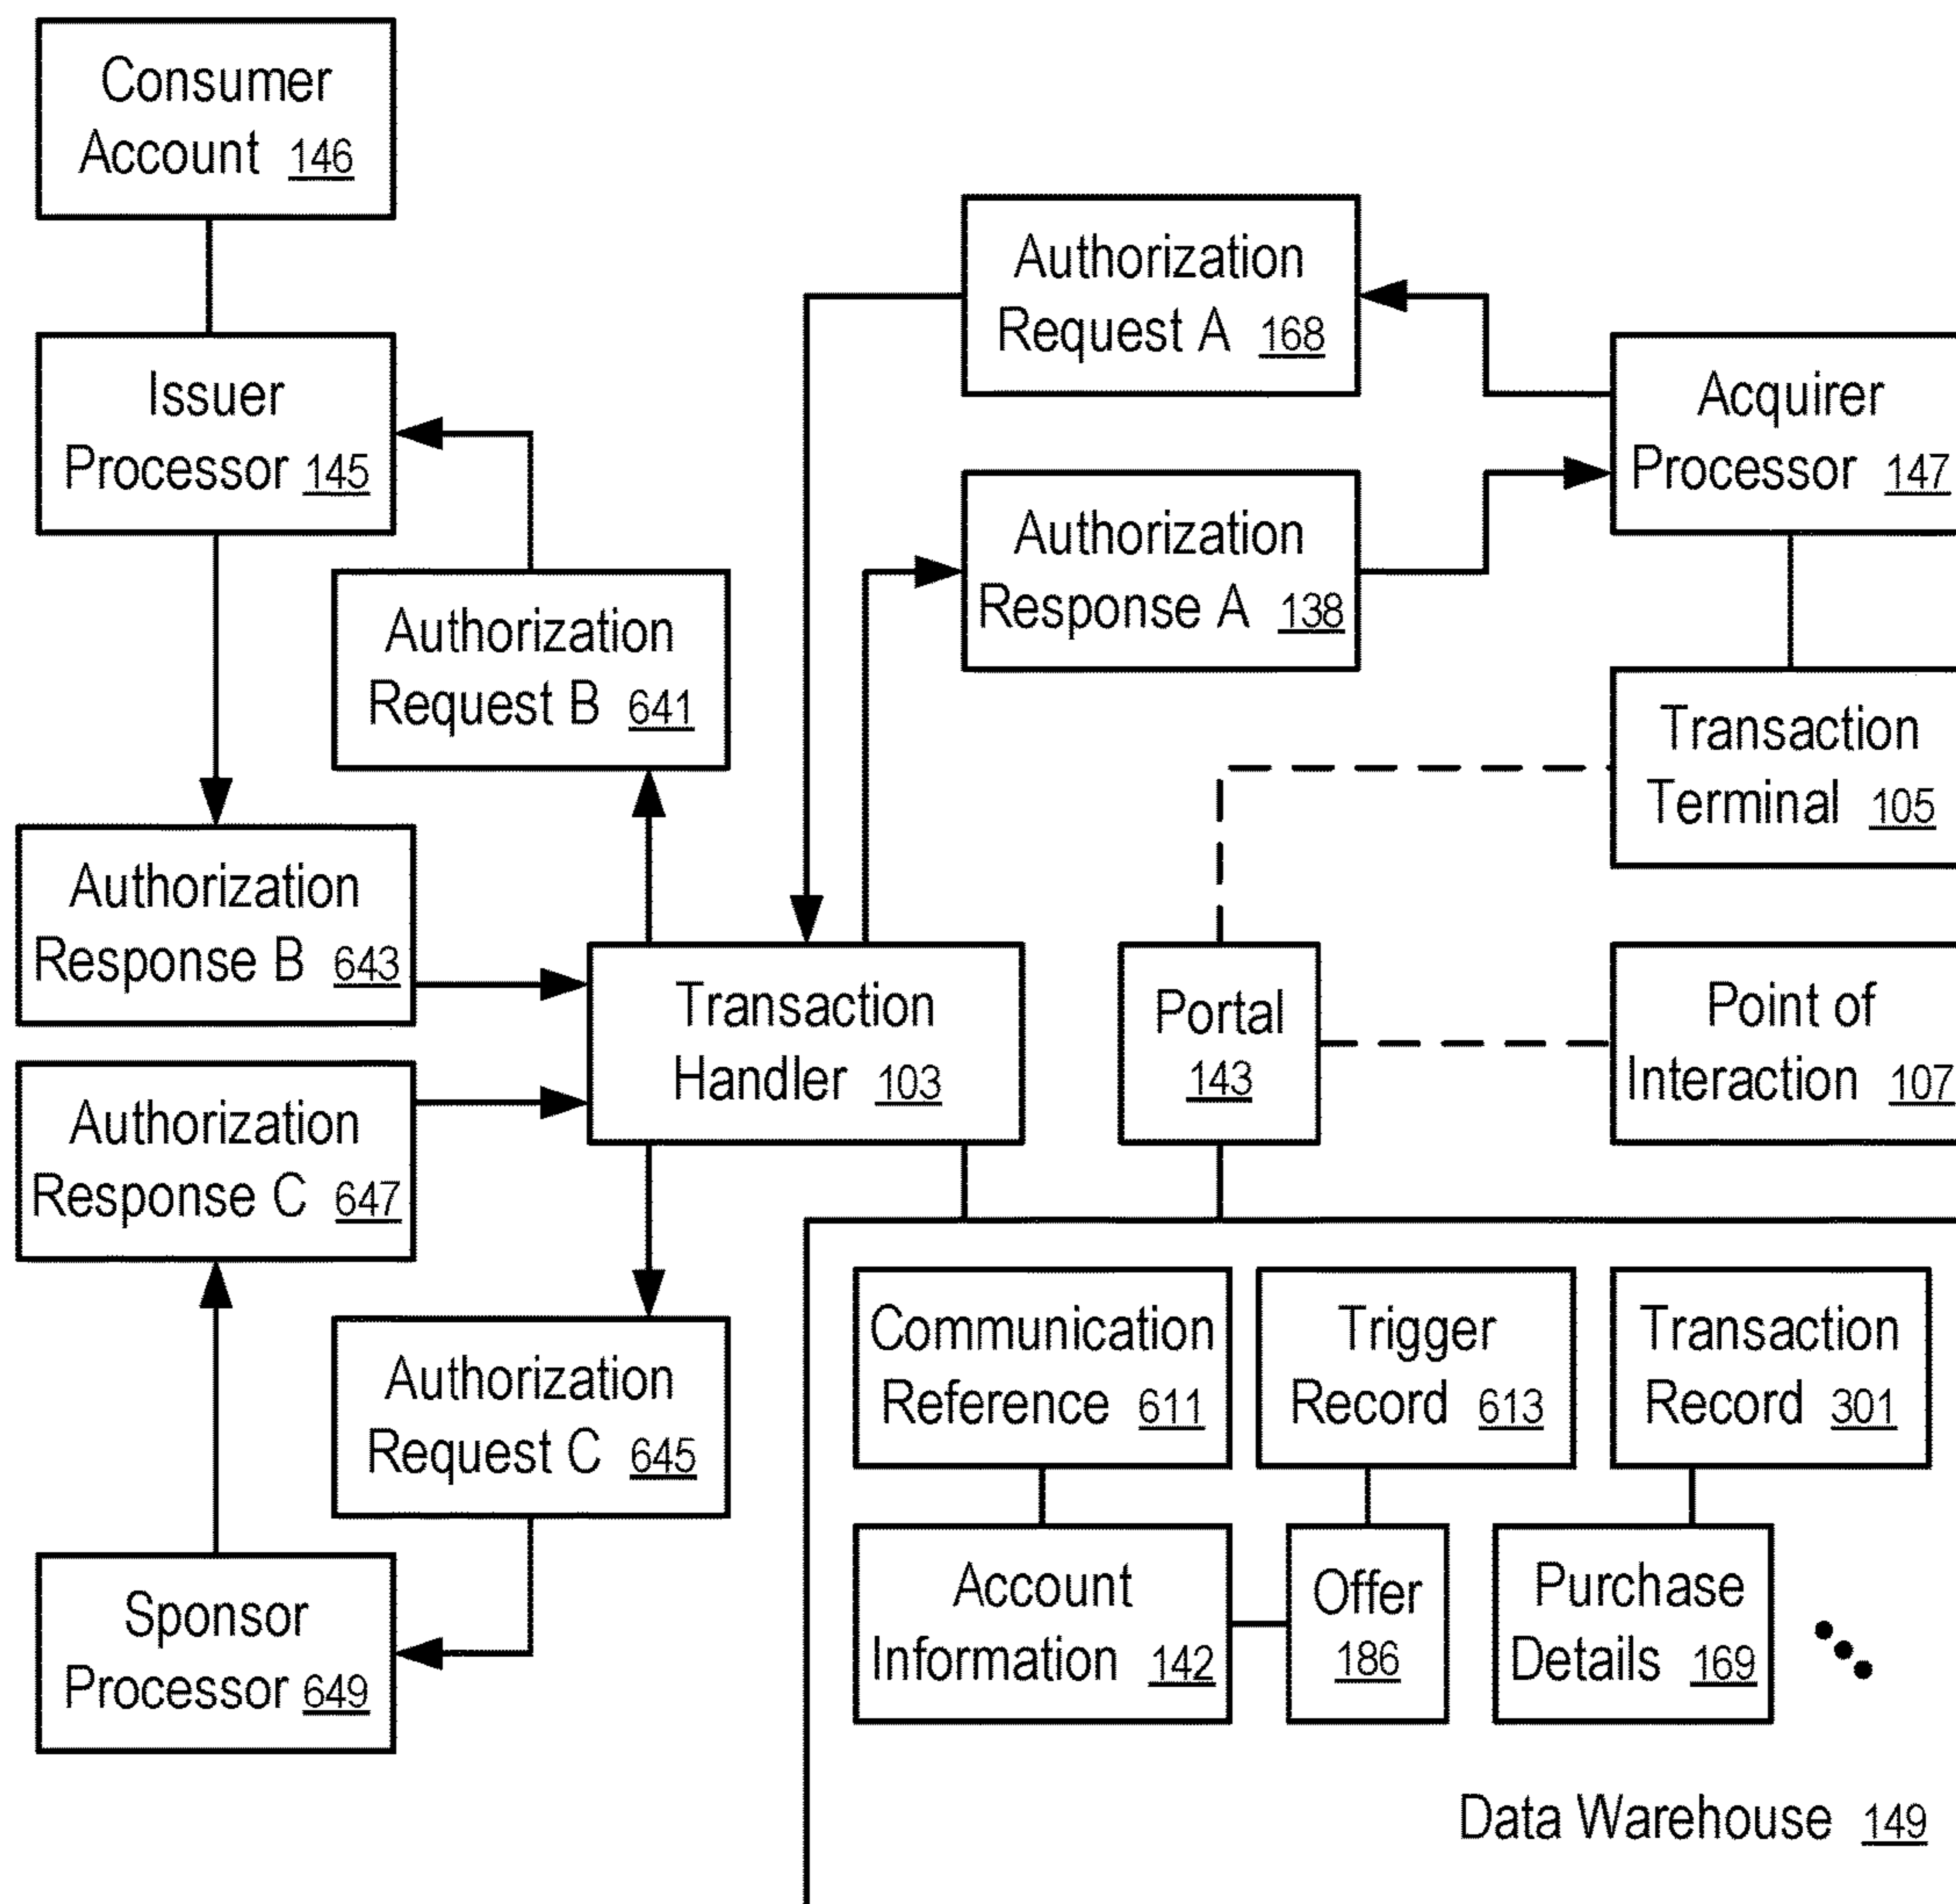 Consumer
Account 146
Authorization
Request A 168
Issuer
Processor 145
Acquirer
Processor 147
Authorization
Response A 138
Authorization
Request B 641
Transaction
Terminal 105
Authorization
Response B 643
Transaction
Handler 103
Portal
143
Point of
Interaction 107
Authorization
Response C 647
Authorization
Request C 645
Communication
Reference 611
Trigger
Record 613
Transaction
Record 301
Sponsor
Processor 649
Account
Information 142
Offer
186
Purchase
Details 169
Data Warehouse 149